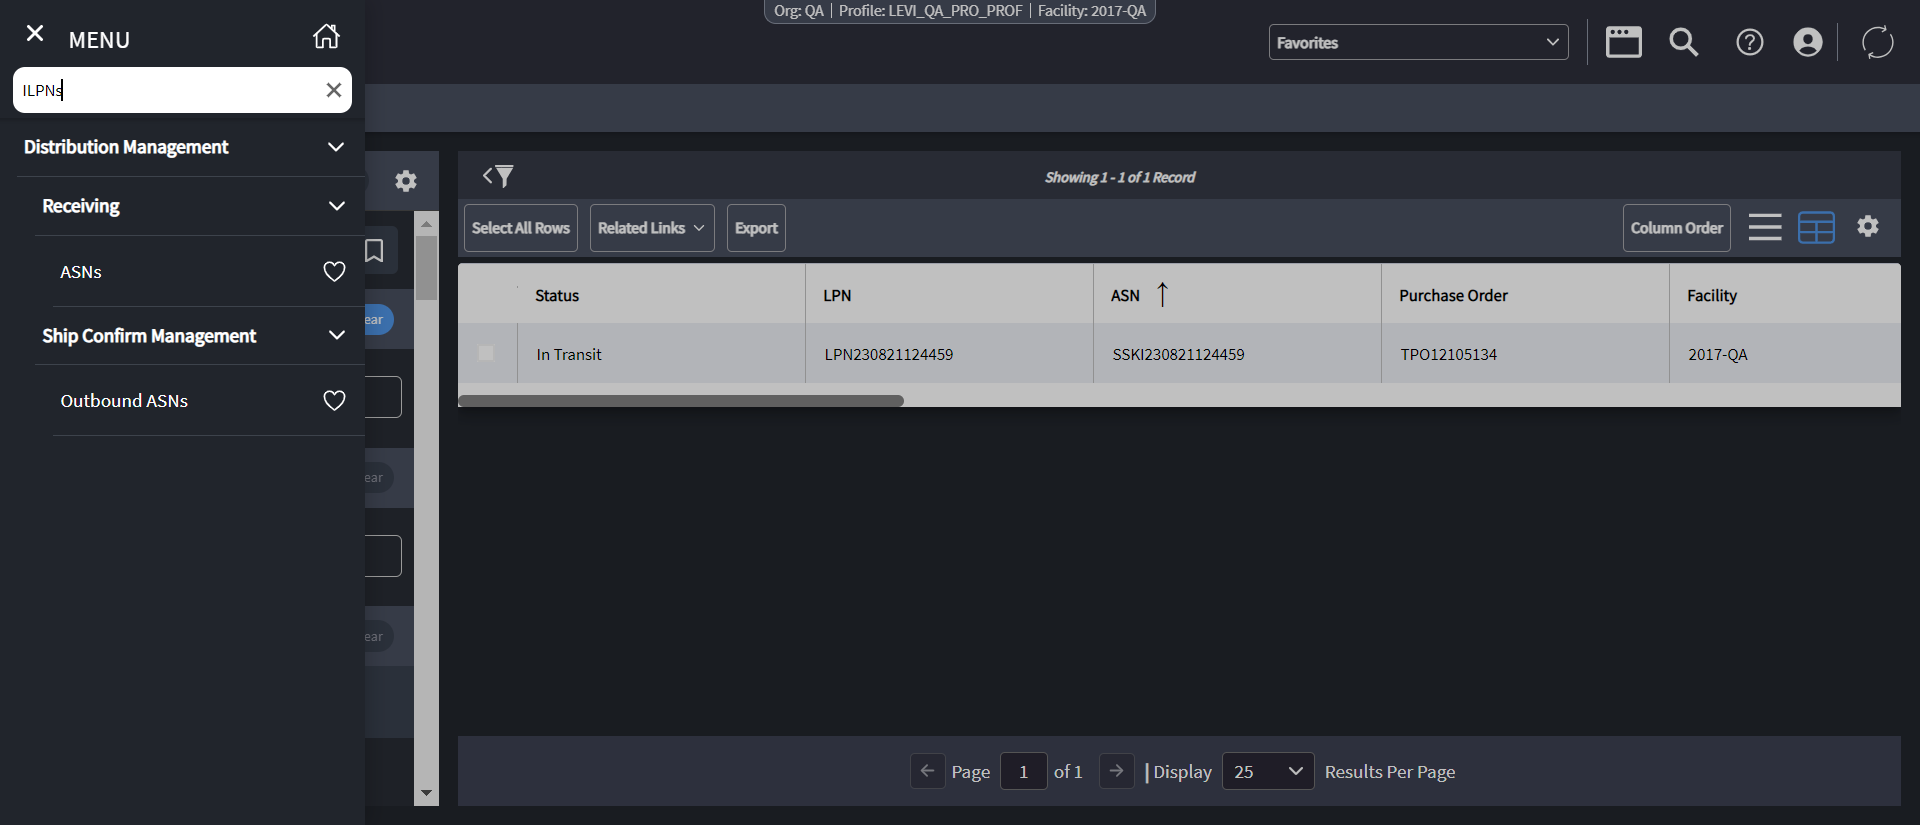 Org: QA | Profile: LEVI_QA_PRO_PROF | Facility: 2017-QA
MENU
Favorites
ILPNs
Distribution Management
Receiving
ASNs
Ship Confirm Management
Outbound ASNs
ear
ear
ear
Showing 1 - 1 of 1 Record
Select All Rows Related Links Export Column Order
Status LPN ASN Purchase Order Facility
In Transit LPN230821124459 SSKI230821124459 TPO12105134 2017-QA
Page 1 of 1 | Display 25 Results Per Page